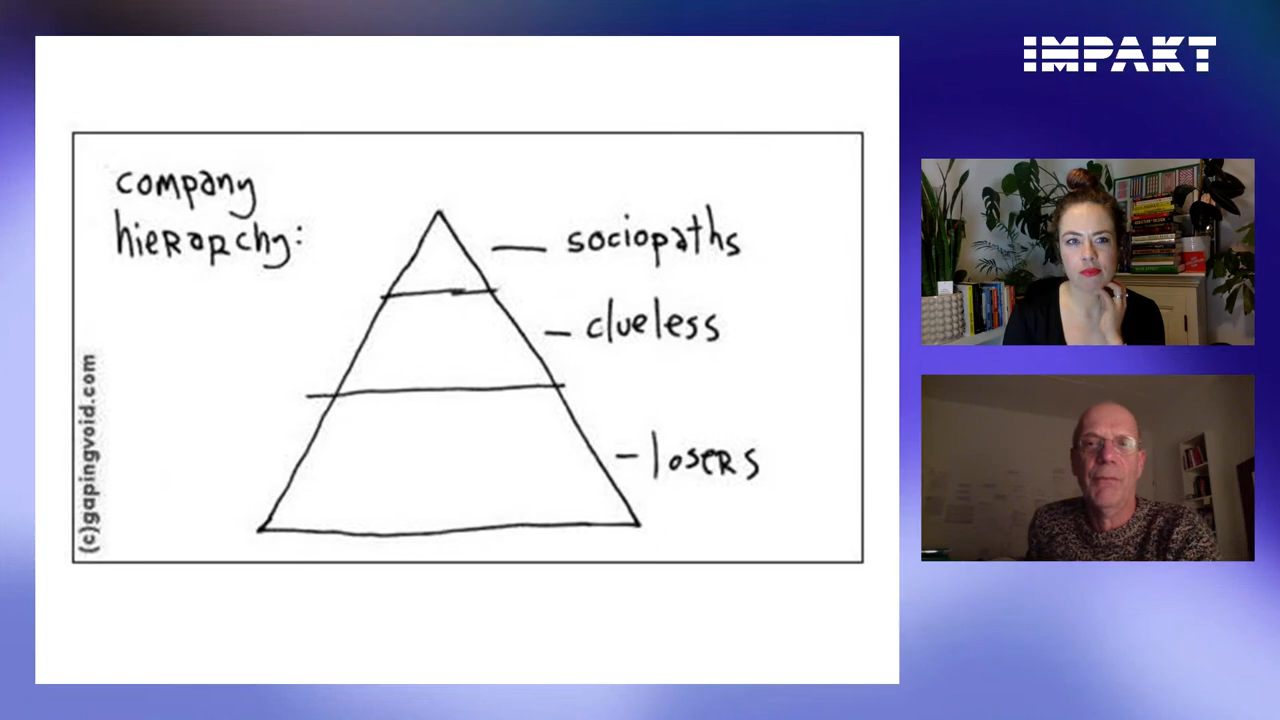 IMPAKT
company
hierarchy:
sociopaths
clueless
losers
(c)gapingvoid.com